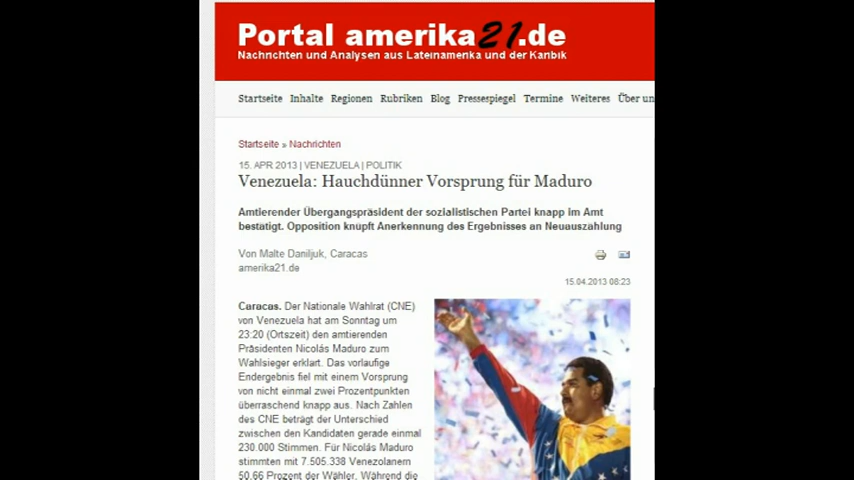 Portal amerika21.de
Nachrichten und Analysen aus Lateinamerika und der Karibik
Startseite Inhalte Regionen Rubriken Blog Pressespiegel Termine Weiteres Über un
Startseite » Nachrichten
15. APR 2013 | VENEZUELA | POLITIK
Venezuela: Hauchdünner Vorsprung für Maduro
Amtierender Übergangspräsident der sozialistischen Partei knapp im Amt
bestätigt. Opposition knüpft Anerkennung des Ergebnisses an Neuauszählung
Von Malte Daniljuk, Caracas
amerika21.de
15.04.2013 08:23
Caracas. Der Nationale Wahlrat (CNE)
von Venezuela hat am Sonntag um
23:20 (Ortszeit) den amtierenden
Präsidenten Nicolás Maduro zum
Wahlsieger erklärt. Das vorläufige
Endergebnis fiel mit einem Vorsprung
von nicht einmal zwei Prozentpunkten
überraschend knapp aus. Nach Zahlen
des CNE beträgt der Unterschied
zwischen den Kandidaten gerade einmal
230.000 Stimmen. Für Nicolás Maduro
stimmten mit 7.505.338 Venezolanern
50,66 Prozent der Wähler. Während die